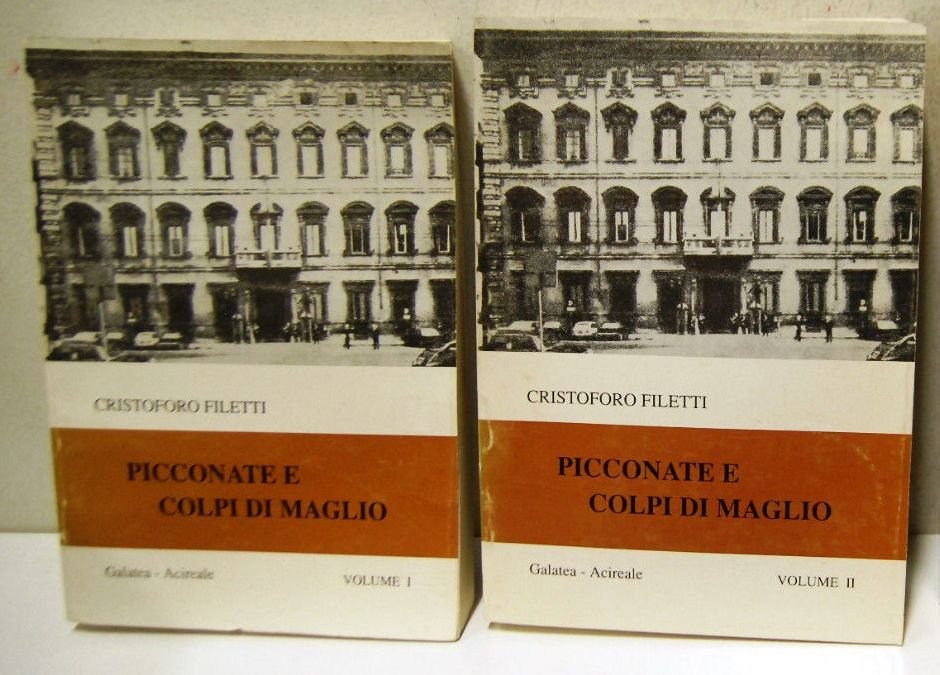 CRISTOFORO FILETTI
PICCONATE E
COLPI DI MAGLIO
Galatea - Acireale
VOLUME I
CRISTOFORO FILETTI
PICCONATE E
COLPI DI MAGLIO
Galatea - Acireale
VOLUME II